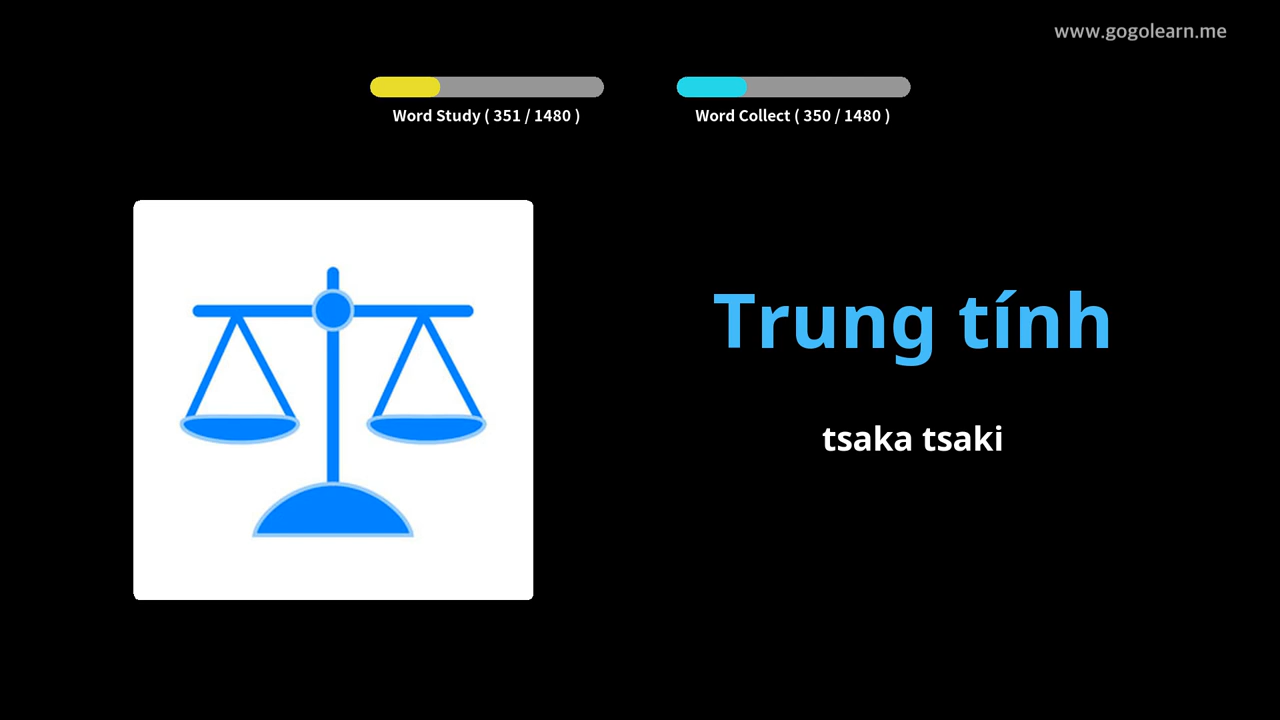 www.gogolearn.me
Word Study ( 351 / 1480 )
Word Collect ( 350 / 1480 )
Trung tính
tsaka tsaki